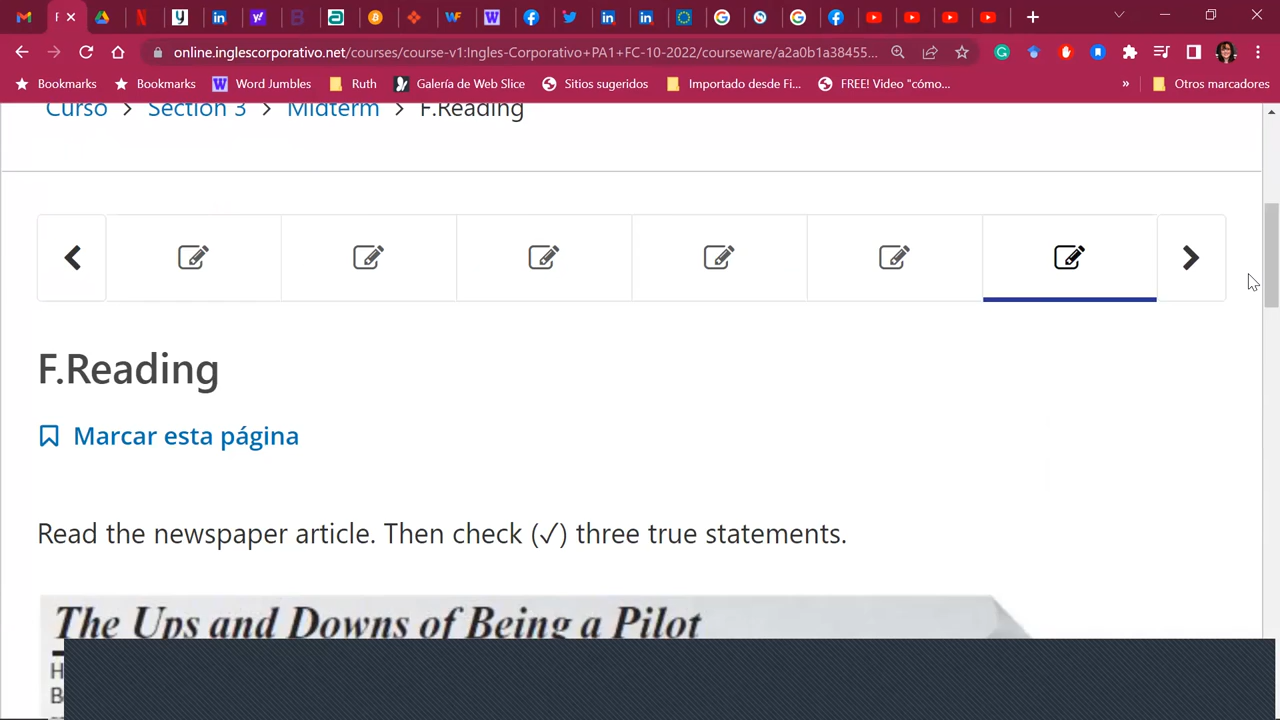 F
online.inglescorporativo.net/courses/course-v1:Ingles-Corporativo+PA1+FC-10-2022/courseware/a2a0b1a38455...
Bookmarks
Bookmarks
Word Jumbles
Ruth
Galería de Web Slice
Sitios sugeridos
Importado desde Fi...
FREE! Video "cómo...
»
Otros marcadores
Curso > Section 3 > Midterm > F.Reading
F.Reading
Marcar esta página
Read the newspaper article. Then check (✓) three true statements.
The Ups and Downs of Being a Pilot
H
B